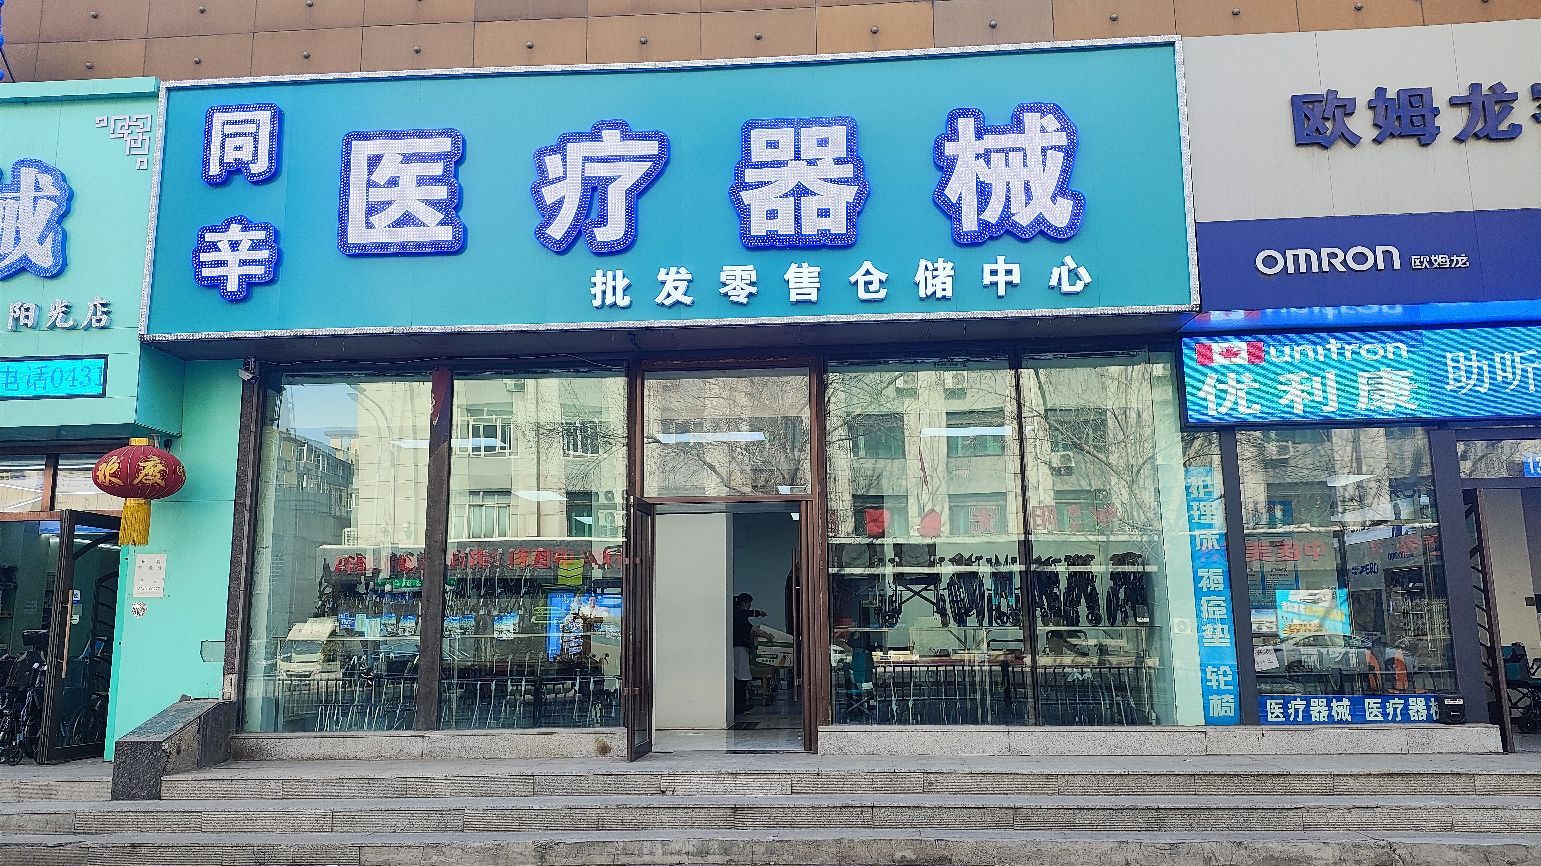 同辛
医疗器械
批发零售仓储中心
械
阳光店
电话0431
欧姆龙
OMRON 欧姆龙
unitron
优利康
助听
护理床 褥疮垫 轮椅
医疗器械 医疗器械